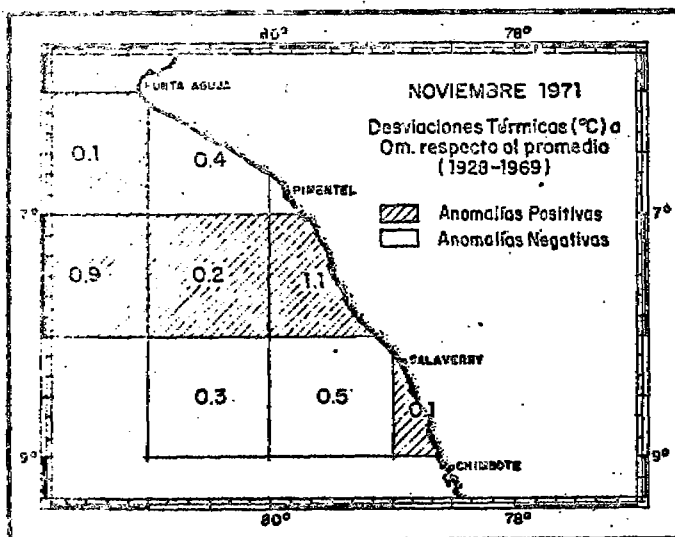 80° 78°
PUNTA AGUJA
NOVIEMBRE 1971
Desviaciones Térmicas (°C) a
0m. respecto al promedio
(1928-1969)
0.1 0.4
PIMENTEL
7° 7°
Anomalías Positivas
Anomalías Negativas
0.9 0.2 1.1
SALAVERRY
0.3 0.5 0.1
9° 9°
CHIMBOTE
80° 78°